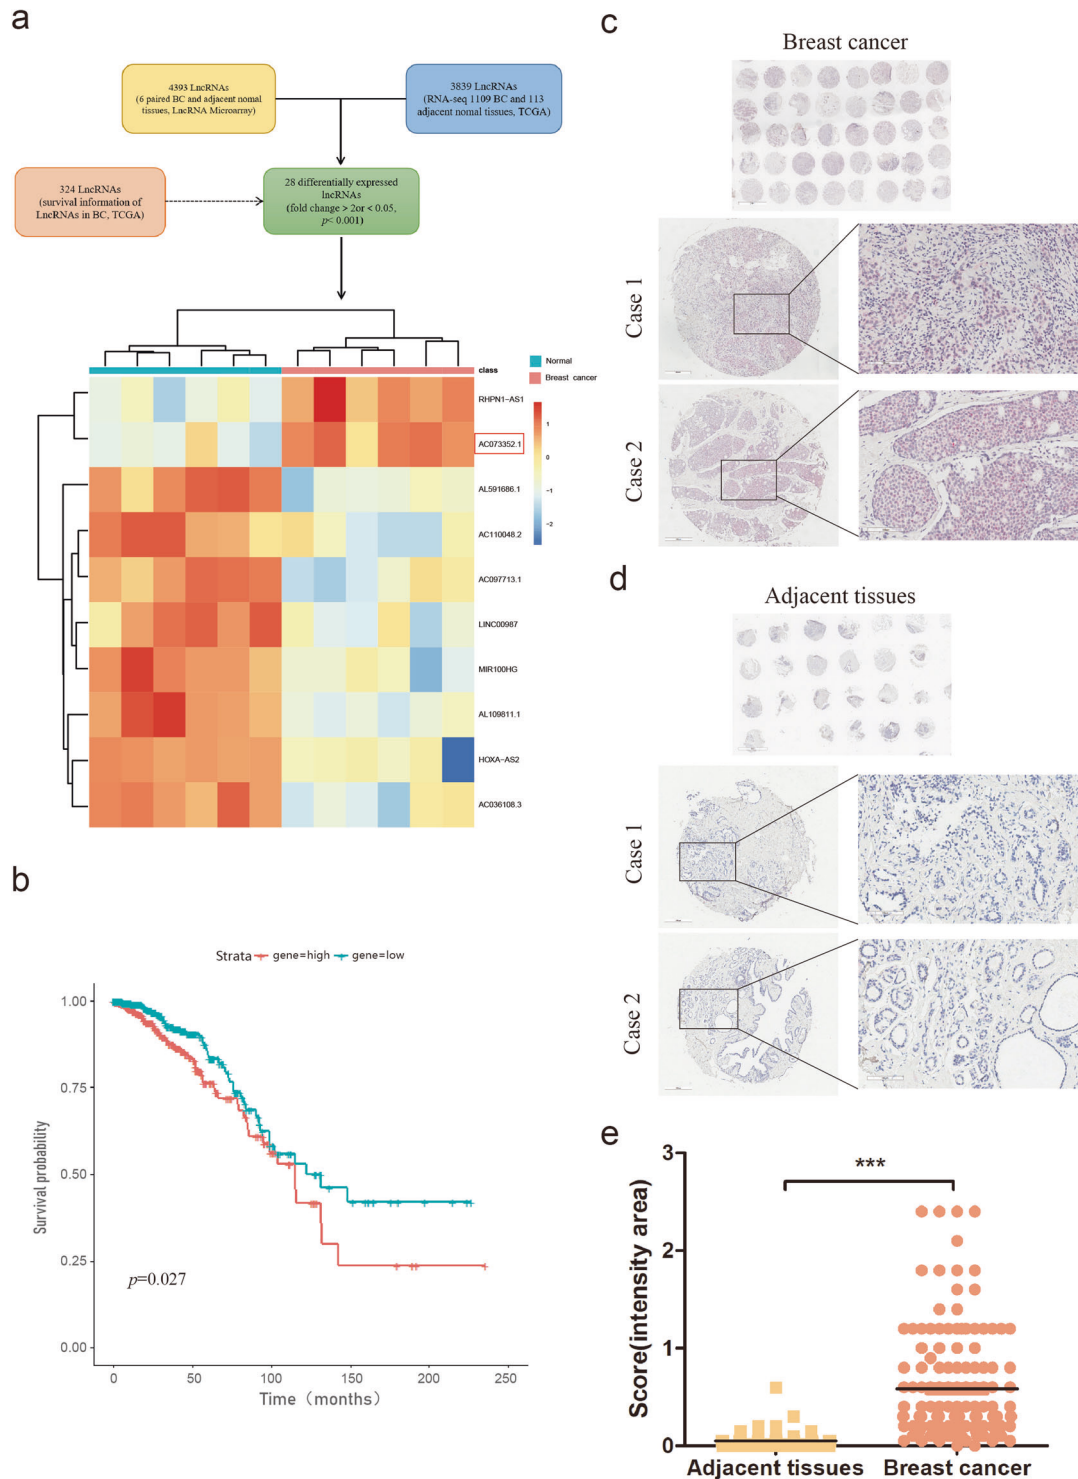 a
4393 LncRNAs
(6 paired BC and adjacent nomal
tissues, LncRNA Microarray)
3839 LncRNAs
(RNA-seq 1109 BC and 113
adjacent nomal tissues, TCGA)
324 LncRNAs
(survival information of
LncRNAs in BC, TCGA)
28 differentially expressed
lncRNAs
(fold change > 2or < 0.05,
p< 0.001)
class
Normal
Breast cancer
RHPN1-AS1
AC073352.1
AL591686.1
AC110048.2
AC097713.1
LINC00987
MIR100HG
AL109811.1
HOXA-AS2
AC036108.3
1
0
-1
-2
b
Strata gene=high gene=low
Survival probability
1.00
0.75
0.50
0.25
0.00
p=0.027
0 50 100 150 200 250
Time (months)
c
Breast cancer
Case 1
Case 2
d
Adjacent tissues
Case 1
Case 2
e
Score(intensity area)
3
2
1
0
***
Adjacent tissues Breast cancer